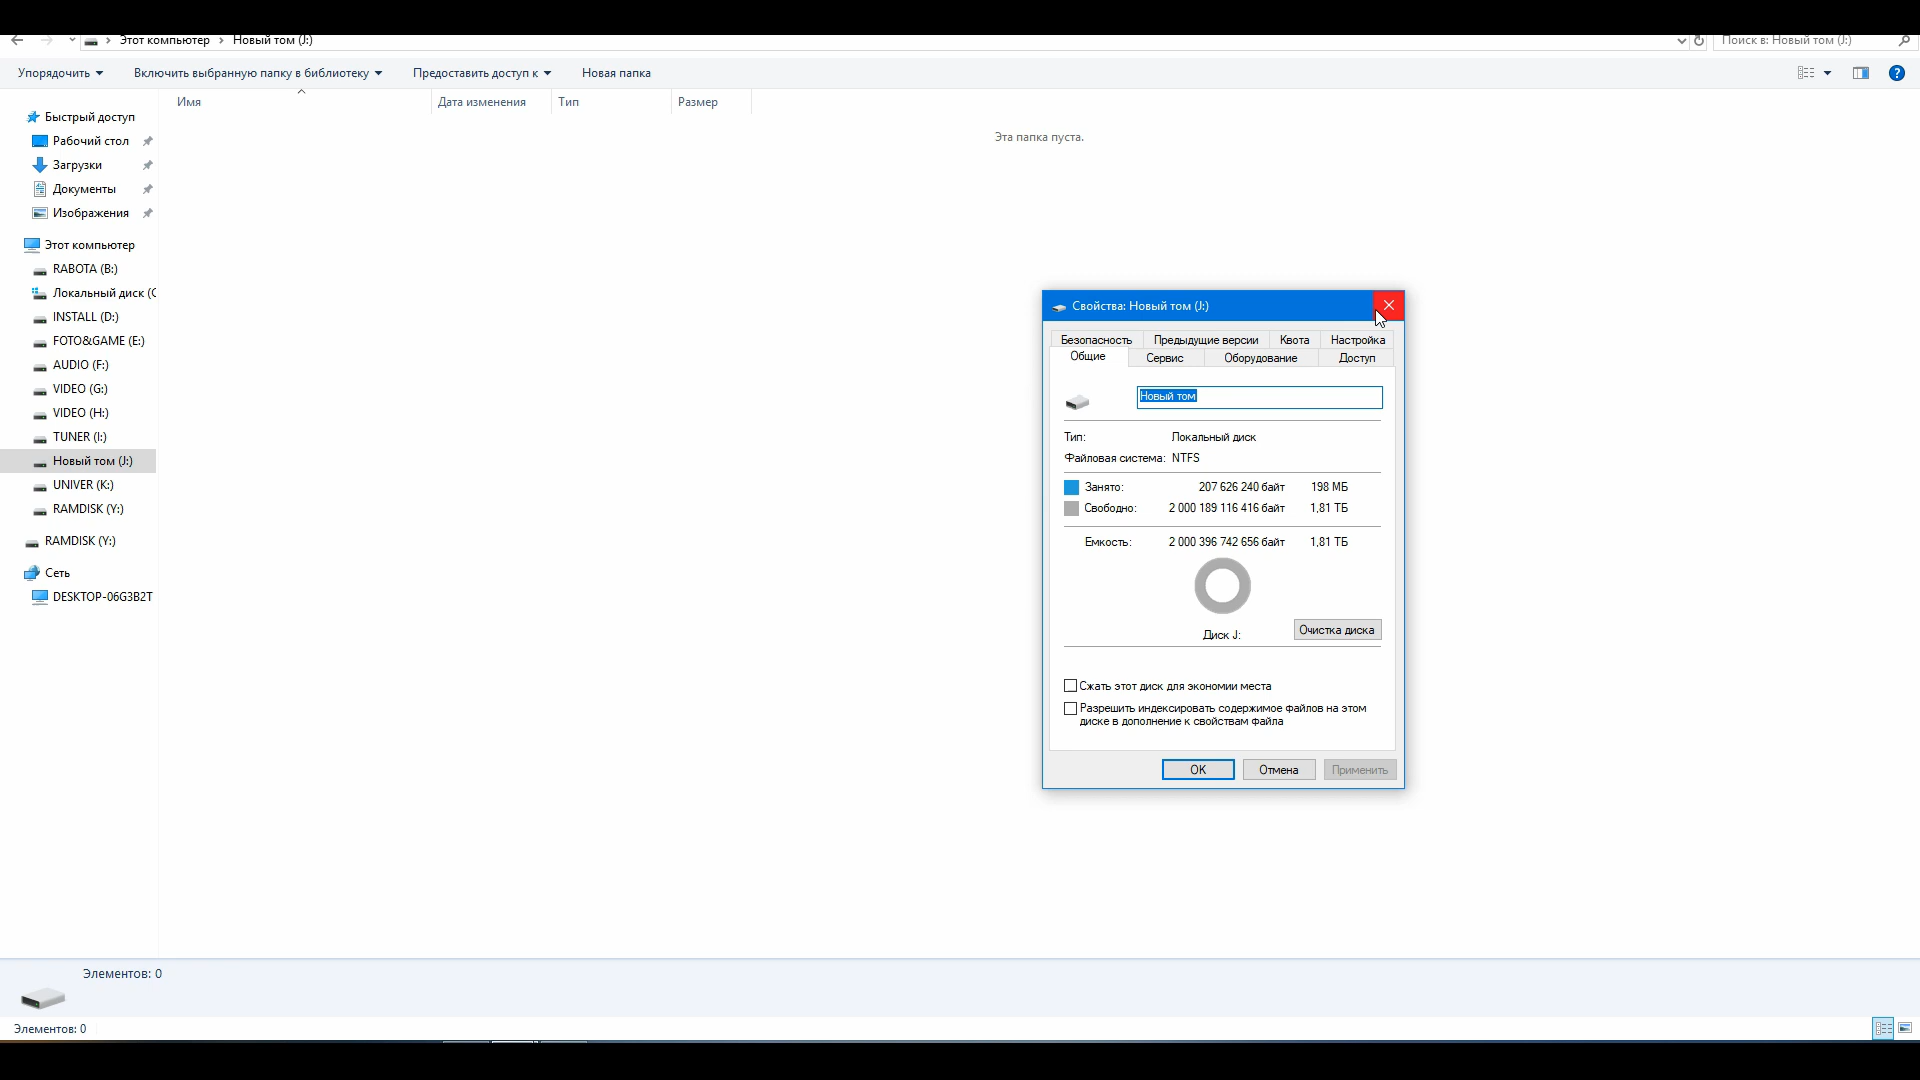 Этот компьютер > Новый том (J:)
Поиск в: Новый том (J:)
Упорядочить
Включить выбранную папку в библиотеку
Предоставить доступ к
Новая папка
Имя
Дата изменения
Тип
Размер
Эта папка пуста.
Быстрый доступ
Рабочий стол
Загрузки
Документы
Изображения
Этот компьютер
RABOTA (B:)
Локальный диск (C
INSTALL (D:)
FOTO&GAME (E:)
AUDIO (F:)
VIDEO (G:)
VIDEO (H:)
TUNER (I:)
Новый том (J:)
UNIVER (K:)
RAMDISK (Y:)
RAMDISK (Y:)
Сеть
DESKTOP-06G3B2T
Свойства: Новый том (J:)
Безопасность Предыдущие версии Квота Настройка
Общие Сервис Оборудование Доступ
Новый том
Тип: Локальный диск
Файловая система: NTFS
Занято: 207 626 240 байт 198 МБ
Свободно: 2 000 189 116 416 байт 1,81 ТБ
Емкость: 2 000 396 742 656 байт 1,81 ТБ
Диск J:
Очистка диска
Сжать этот диск для экономии места
Разрешить индексировать содержимое файлов на этом
диске в дополнение к свойствам файла
OK Отмена Применить
Элементов: 0
Элементов: 0